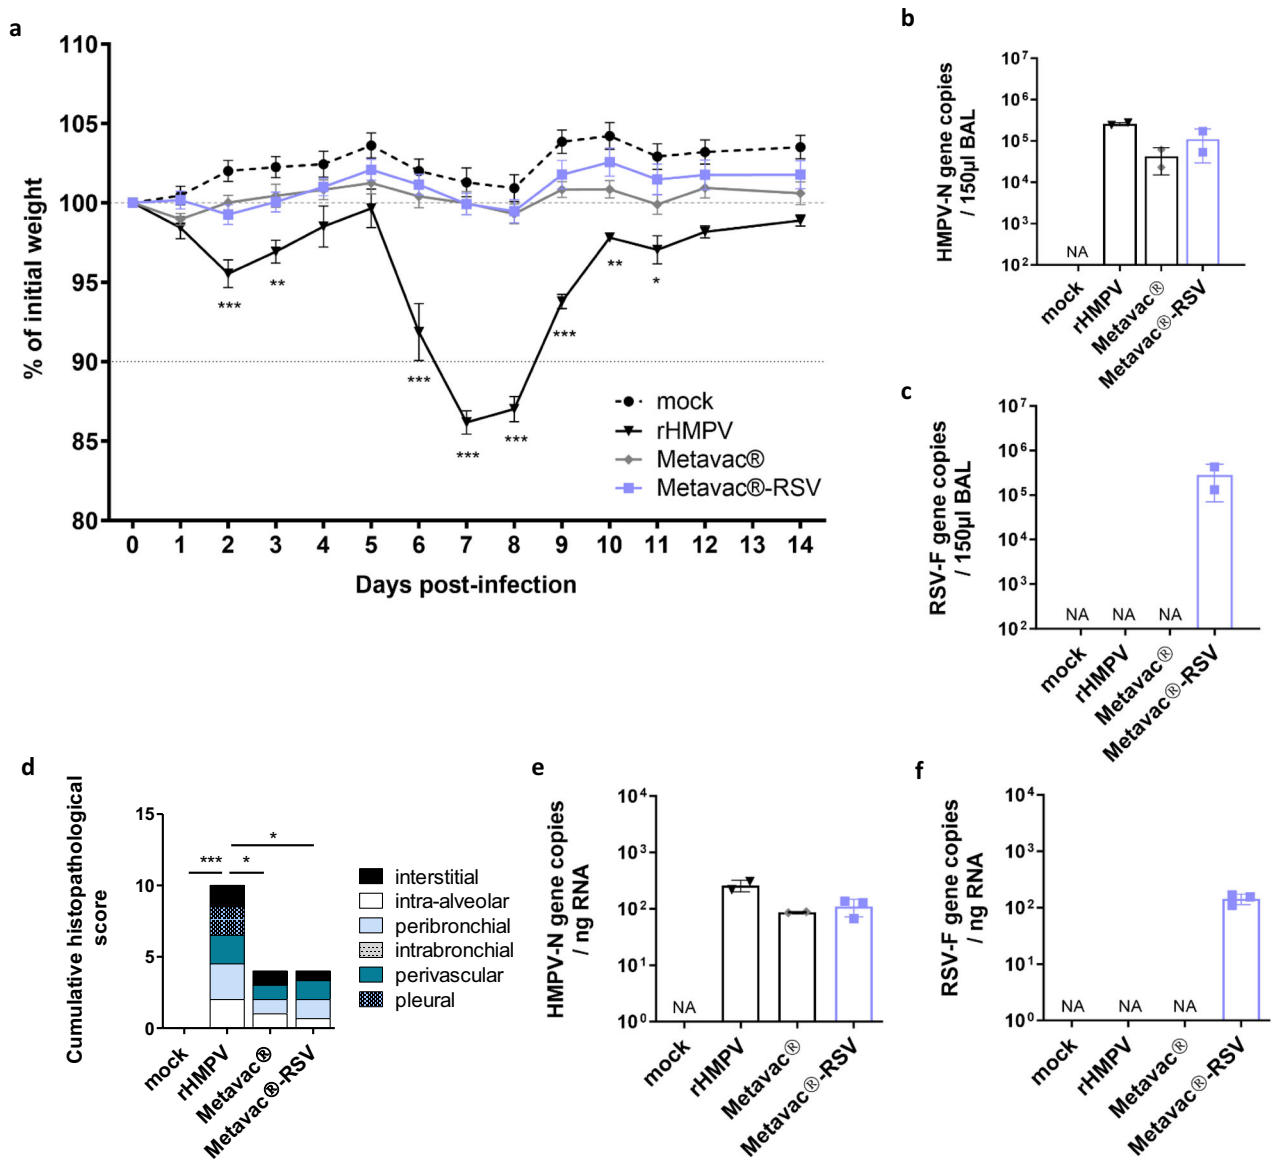 a
110
105
100
95
90
85
80
% of initial weight
*** ** *** *** *** *** ** *
mock
rHMPV
Metavac®
Metavac®-RSV
0 1 2 3 4 5 6 7 8 9 10 11 12 13 14
Days post-infection
b
HMPV-N gene copies
/ 150µl BAL
10⁷
10⁶
10⁵
10⁴
10³
10²
NA
mock
rHMPV
Metavac®
Metavac®-RSV
c
RSV-F gene copies
/ 150µl BAL
10⁷
10⁶
10⁵
10⁴
10³
10²
NA NA NA
mock
rHMPV
Metavac®
Metavac®-RSV
d
Cumulative histopathological
score
15
10
5
0
*
*** *
mock
rHMPV
Metavac®
Metavac®-RSV
interstitial
intra-alveolar
peribronchial
intrabronchial
perivascular
pleural
e
HMPV-N gene copies
/ ng RNA
10⁴
10³
10²
10¹
10⁰
NA
mock
rHMPV
Metavac®
Metavac®-RSV
f
RSV-F gene copies
/ ng RNA
10⁴
10³
10²
10¹
10⁰
NA NA NA
mock
rHMPV
Metavac®
Metavac®-RSV